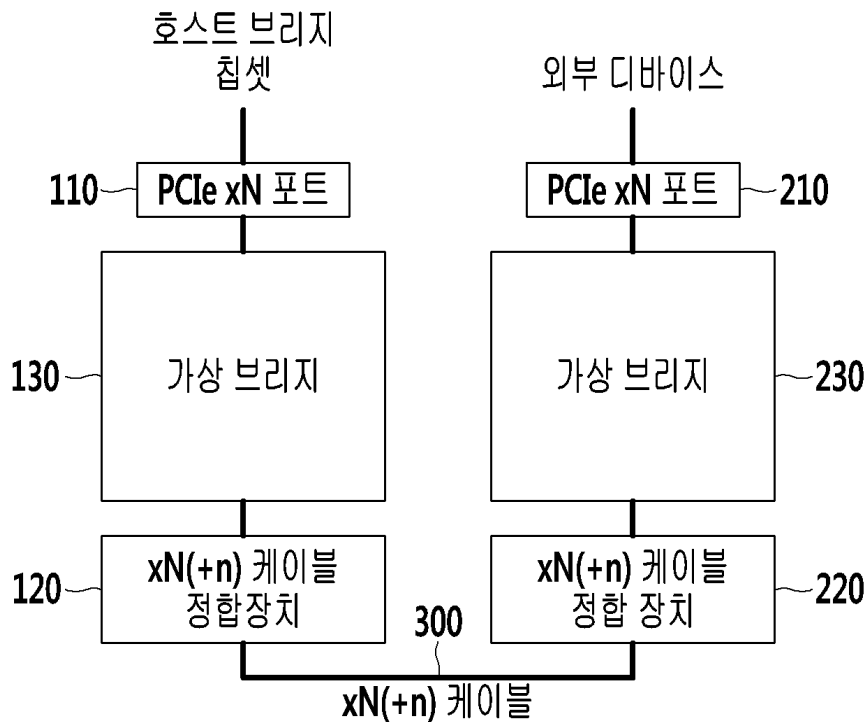 호스트 브리지
칩셋
외부 디바이스
110
PCIe xN 포트
PCIe xN 포트
210
130
가상 브리지
가상 브리지
230
120
xN(+n) 케이블
정합장치
xN(+n) 케이블
정합 장치
220
300
xN(+n) 케이블